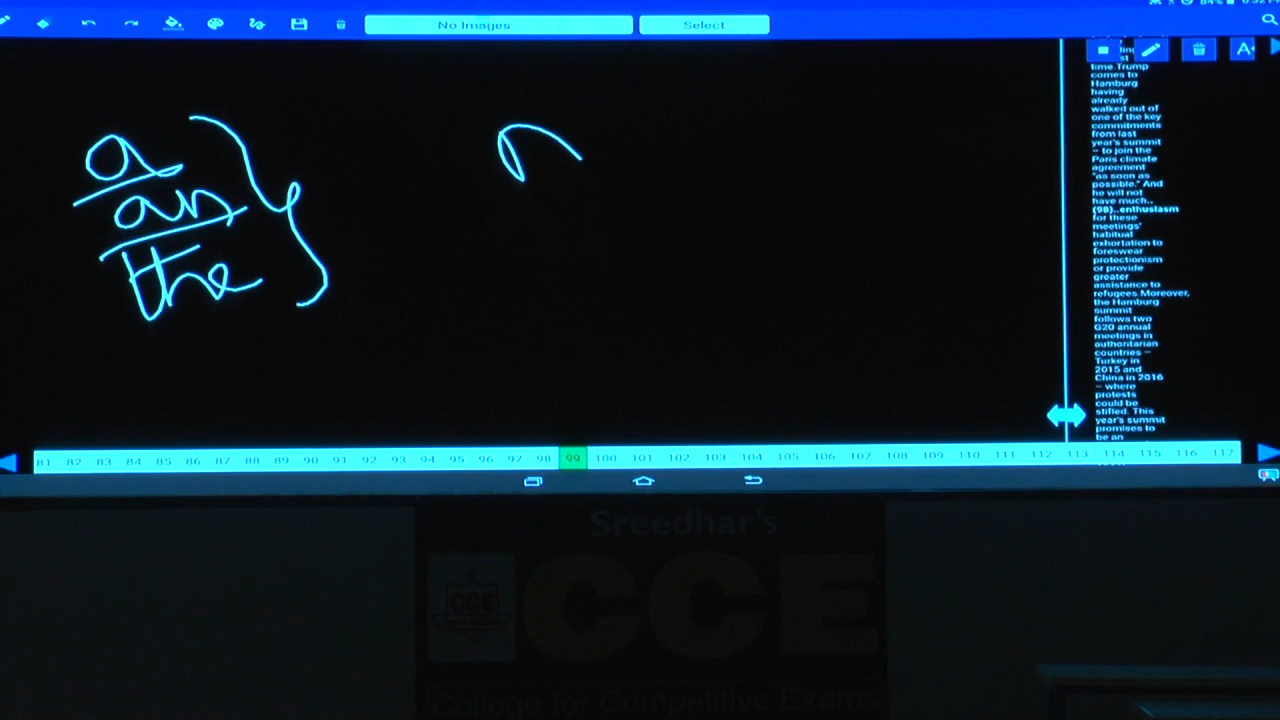 84%
No Images
Select
a
an
the
A+
time.Trump
comes to
Hamburg
having
already
walked out of
one of the key
commitments
from last
year's summit
– to join the
Paris climate
agreement
"as soon as
possible." And
he will not
have much..
(98)..enthusiasm
for these
meetings'
habitual
exhortation to
foreswear
protectionism
or provide
greater
assistance to
refugees.Moreover,
the Hamburg
summit
follows two
G20 annual
meetings in
authoritarian
countries –
Turkey in
2015 and
China in 2016
– where
protests
could be
stifled. This
year's summit
promises to
be an
81 82 83 84 85 86 87 88 89 90 91 92 93 94 95 96 97 98 99 100 101 102 103 104 105 106 107 108 109 110 111 112 113 114 115 116 117
Sreedhar's
CCE
CCE
College for Competitive Exams